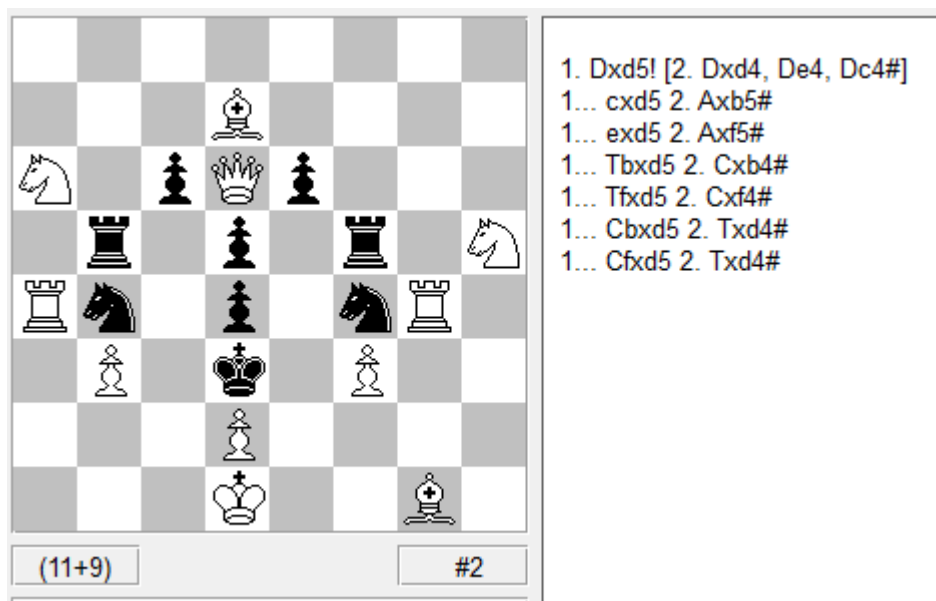 1. Dxd5! [2. Dxd4, De4, Dc4#]
1... cxd5 2. Axb5#
1... exd5 2. Axf5#
1... Tbxd5 2. Cxb4#
1... Tfxd5 2. Cxf4#
1... Cbxd5 2. Txd4#
1... Cfxd5 2. Txd4#
(11+9)
#2